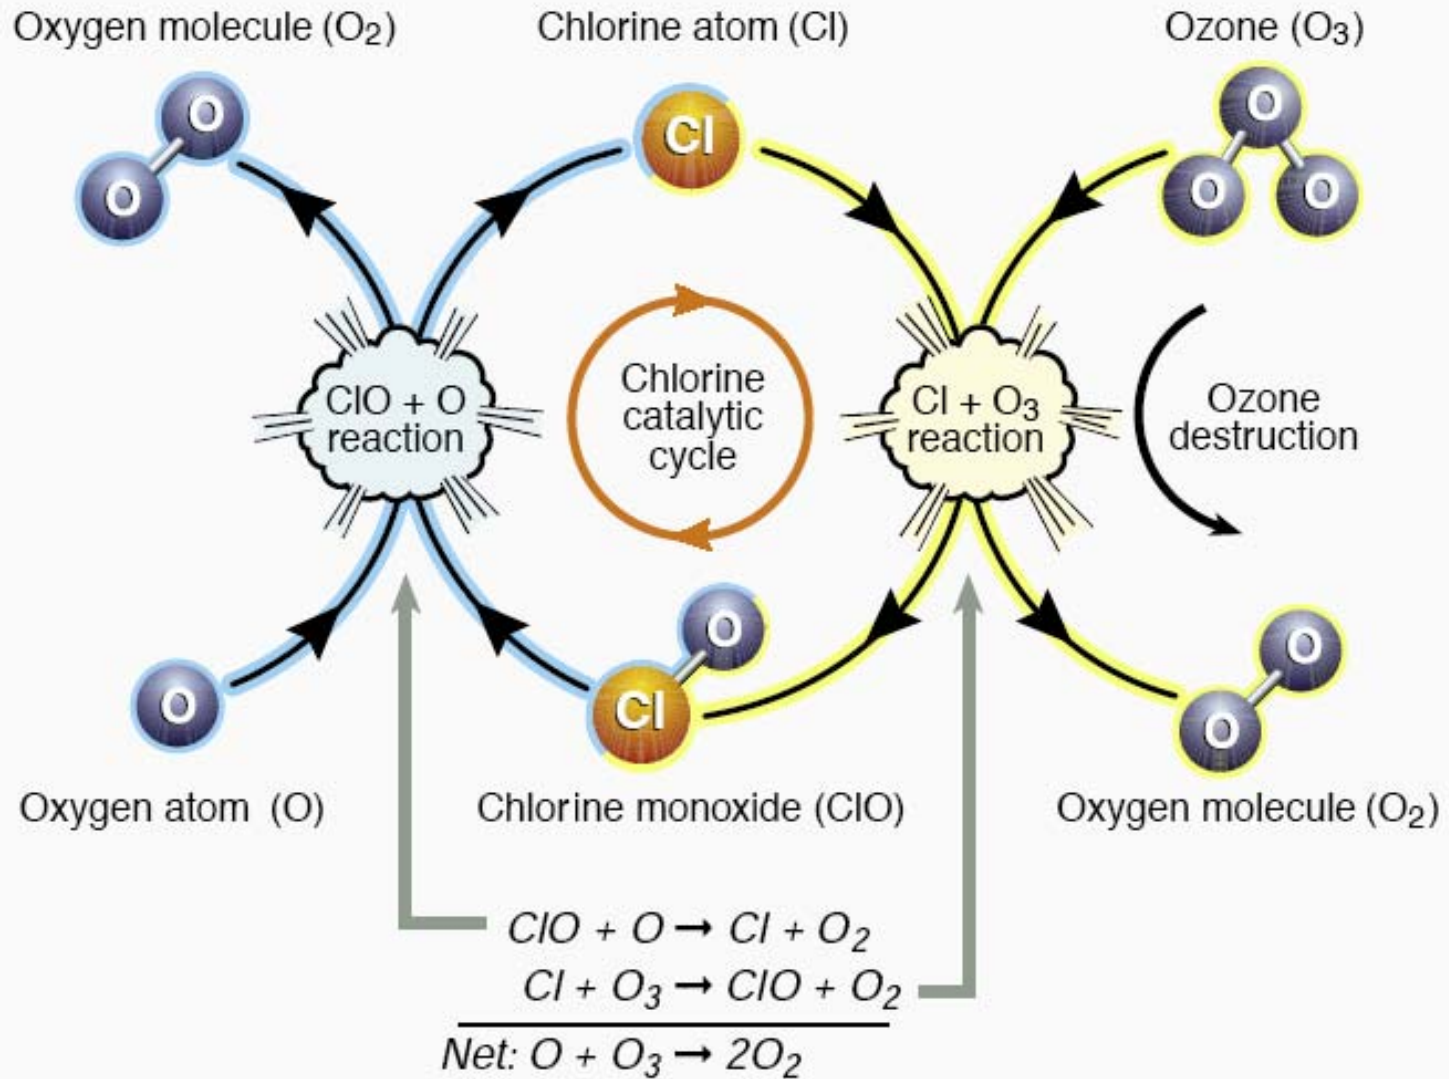 Oxygen molecule (O₂)
Chlorine atom (Cl)
Ozone (O₃)
O
O
Cl
O
O
O
ClO + O
reaction
Chlorine
catalytic
cycle
Cl + O₃
reaction
Ozone
destruction
O
Cl
O
O
O
Oxygen atom (O)
Chlorine monoxide (ClO)
Oxygen molecule (O₂)
ClO + O → Cl + O₂
Cl + O₃ → ClO + O₂
Net: O + O₃ → 2O₂